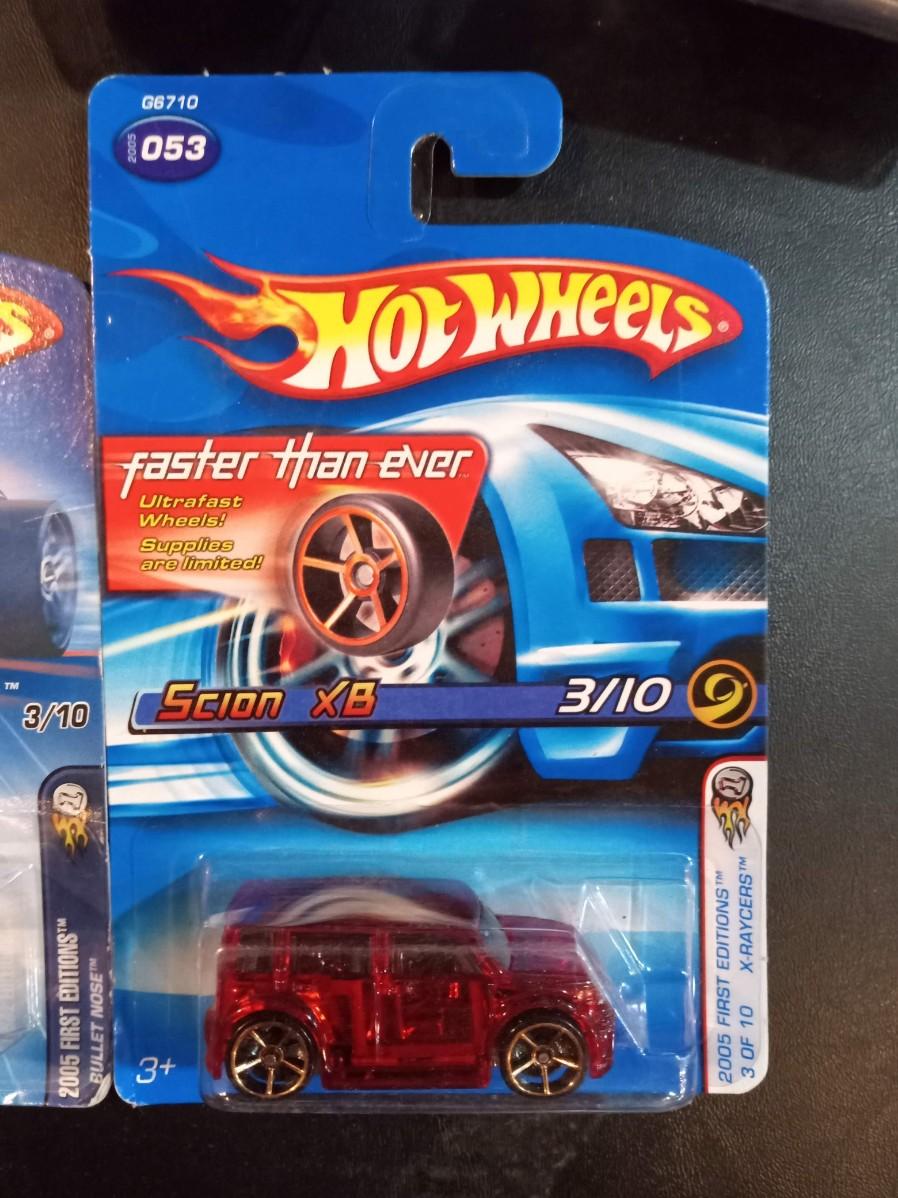 G6710
2005 053
HOT WHEELS®
faster than ever™
Ultrafast
Wheels!
Supplies
are limited!
Scion xB 3/10
2005 FIRST EDITIONS™
3 OF 10 X-RAYCERS™
3+
S
™
3/10
2005 FIRST EDITIONS™
BULLET NOSE™